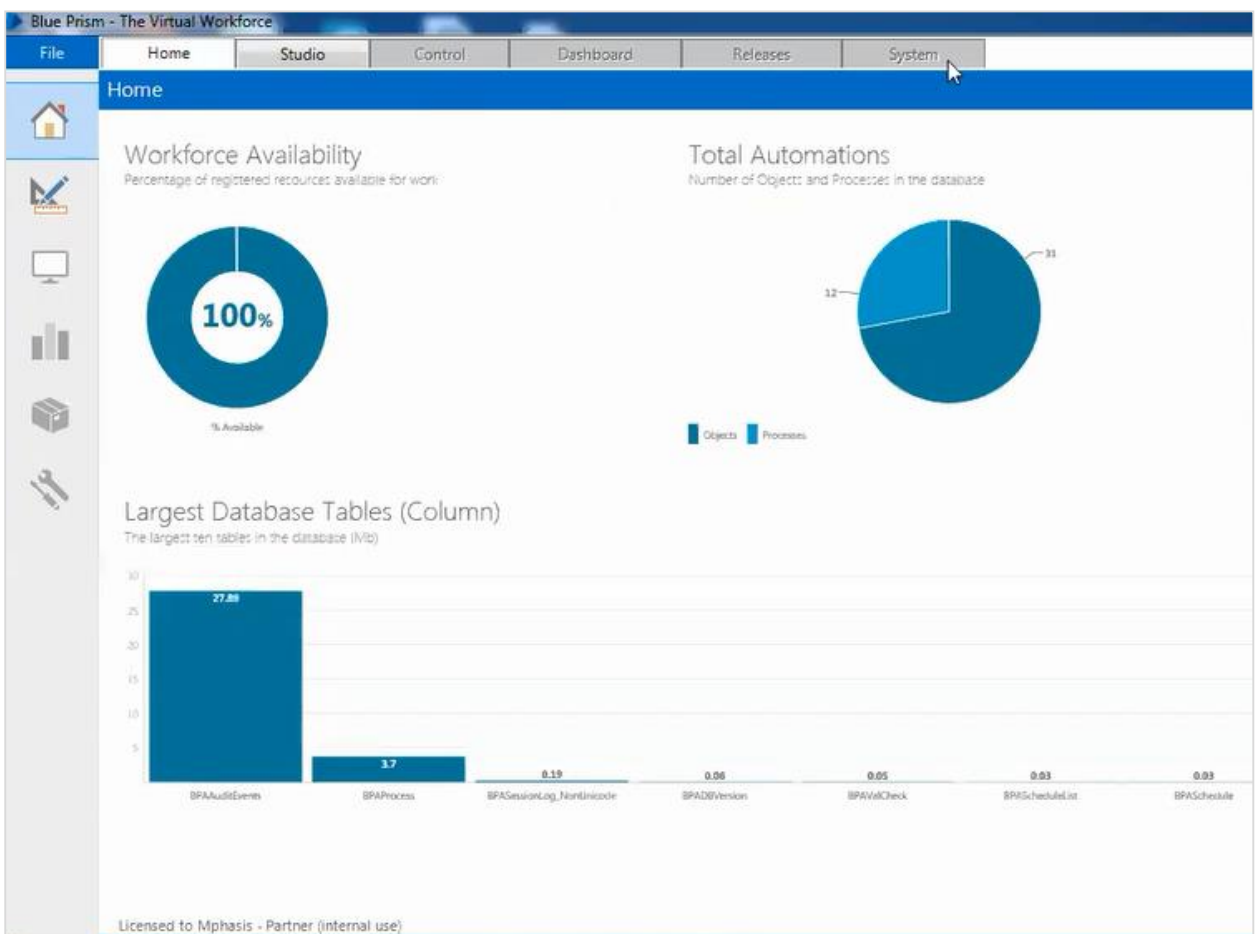 Blue Prism - The Virtual Workforce
File Home Studio Control Dashboard Releases System
Home
Workforce Availability
Percentage of registered resources available for work
Total Automations
Number of Objects and Processes in the database
100%
% Available
31
12
Objects Processes
Largest Database Tables (Column)
The largest ten tables in the database (Mb)
30
25
20
15
10
5
27.89
3.7
0.19
0.06
0.05
0.03
0.03
BPAAuditEvents BPAProcess BPASessionLog_NonUnicode BPADBVersion BPAValCheck BPAScheduleList BPASchedule
Licensed to Mphasis - Partner (internal use)